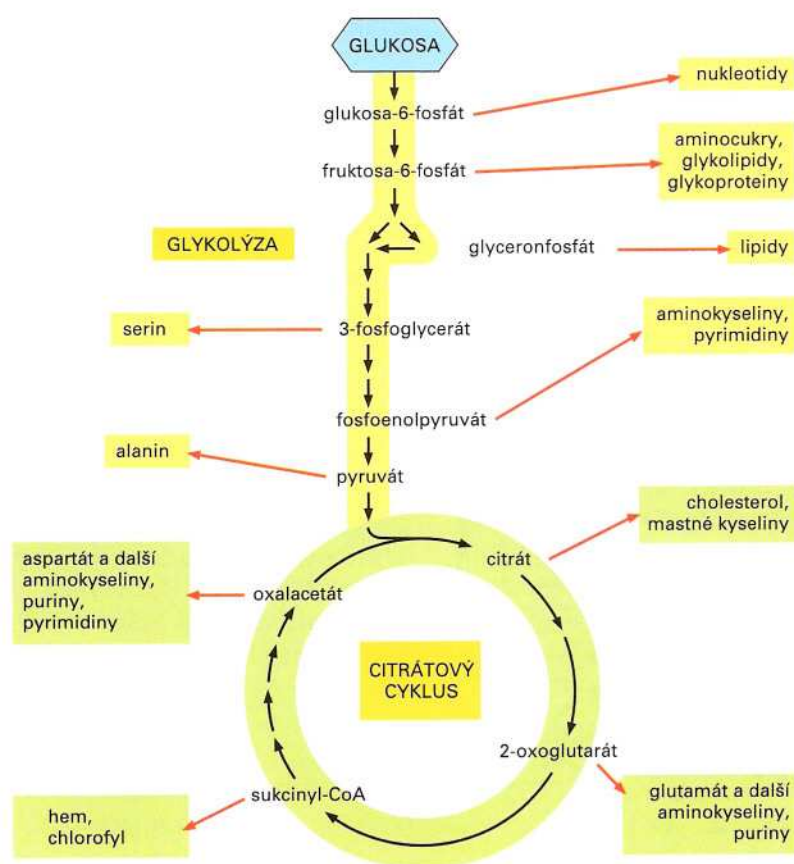 GLUKOSA
nukleotidy
glukosa-6-fosfát
aminocukry,
glykolipidy,
glykoproteiny
fruktosa-6-fosfát
GLYKOLÝZA
glyceronfosfát
lipidy
serin
3-fosfoglycerát
aminokyseliny,
pyrimidiny
fosfoenolpyruvát
alanin
pyruvát
cholesterol,
mastné kyseliny
citrát
aspartát a další
aminokyseliny,
puriny,
pyrimidiny
oxalacetát
CITRÁTOVÝ
CYKLUS
2-oxoglutarát
sukcinyl-CoA
glutamát a další
aminokyseliny,
puriny
hem,
chlorofyl